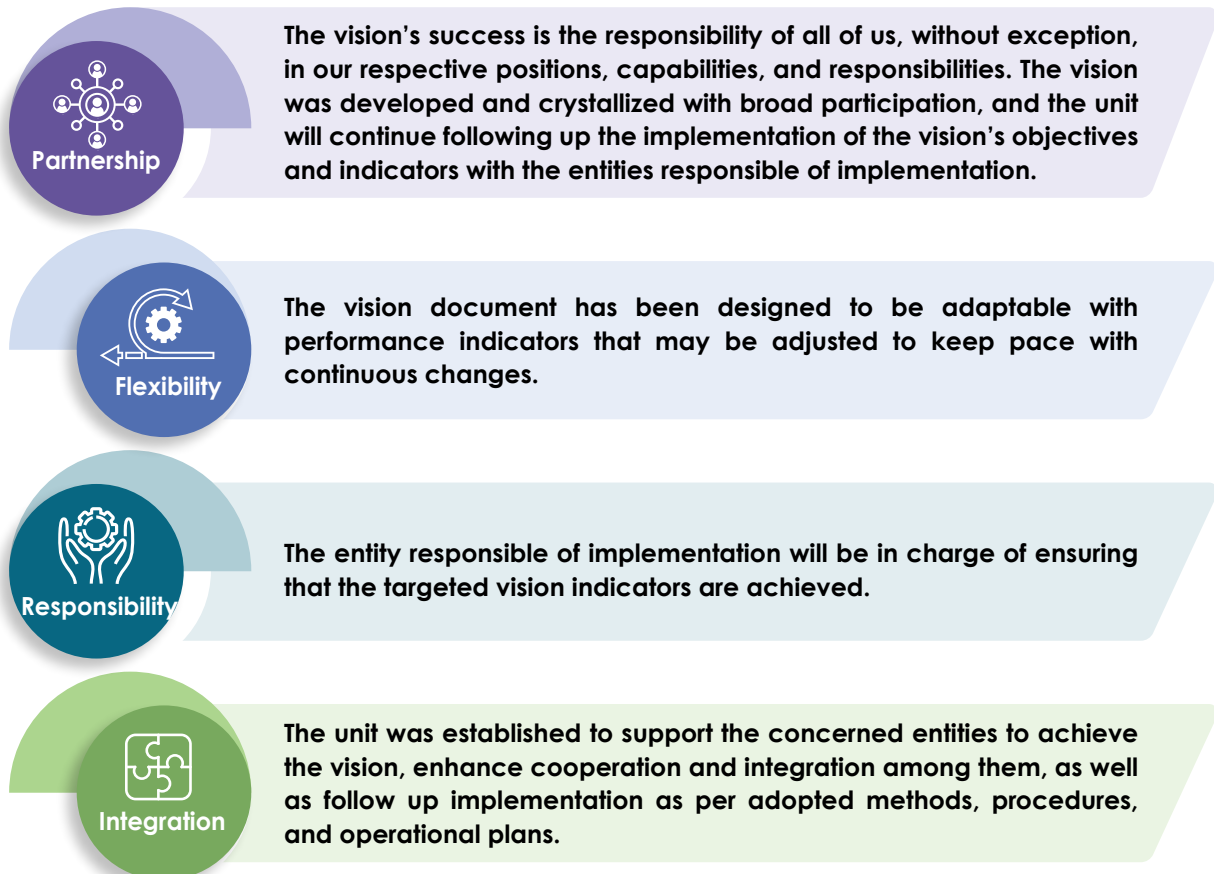 The vision’s success is the responsibility of all of us, without exception,
in our respective positions, capabilities, and responsibilities. The vision
was developed and crystallized with broad participation, and the unit
will continue following up the implementation of the vision’s objectives
and indicators with the entities responsible of implementation.
Partnership
The vision document has been designed to be adaptable with
performance indicators that may be adjusted to keep pace with
continuous changes.
Flexibility
The entity responsible of implementation will be in charge of ensuring
that the targeted vision indicators are achieved.
Responsibility
The unit was established to support the concerned entities to achieve
the vision, enhance cooperation and integration among them, as well
as follow up implementation as per adopted methods, procedures,
and operational plans.
Integration